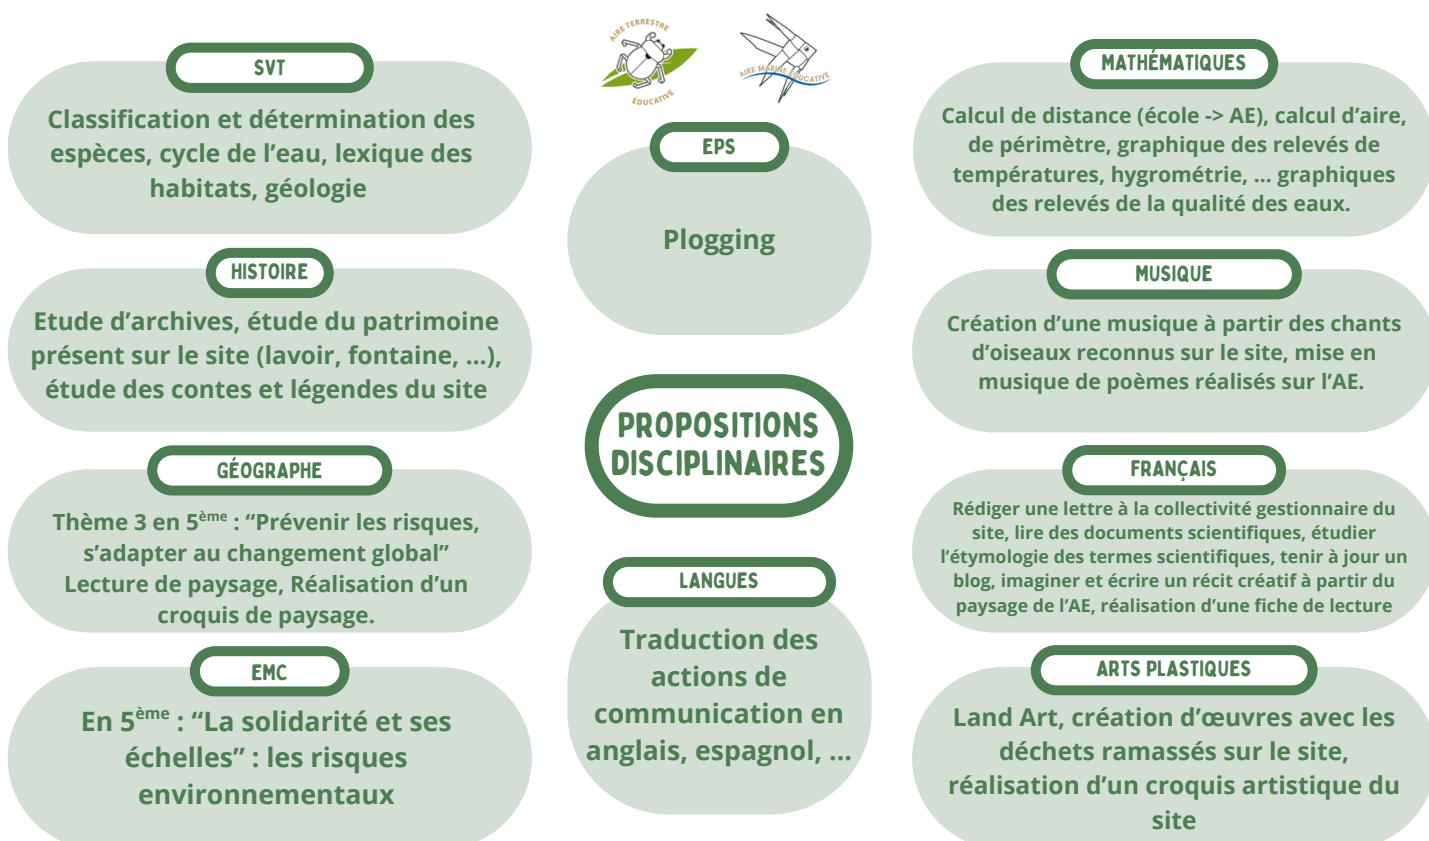 SVT
Classification et détermination des
espèces, cycle de l’eau, lexique des
habitats, géologie
HISTOIRE
Etude d’archives, étude du patrimoine
présent sur le site (lavoir, fontaine, ...),
étude des contes et légendes du site
GÉOGRAPHE
Thème 3 en 5ème : “Prévenir les risques,
s’adapter au changement global”
Lecture de paysage, Réalisation d’un
croquis de paysage.
EMC
En 5ème : “La solidarité et ses
échelles” : les risques
environnementaux
AIRE TERRESTRE
ÉDUCATIVE
AIRE MARINE ÉDUCATIVE
EPS
Plogging
PROPOSITIONS
DISCIPLINAIRES
LANGUES
Traduction des
actions de
communication en
anglais, espagnol, ...
MATHÉMATIQUES
Calcul de distance (école -> AE), calcul d’aire,
de périmètre, graphique des relevés de
températures, hygrométrie, ... graphiques
des relevés de la qualité des eaux.
MUSIQUE
Création d’une musique à partir des chants
d’oiseaux reconnus sur le site, mise en
musique de poèmes réalisés sur l’AE.
FRANÇAIS
Rédiger une lettre à la collectivité gestionnaire du
site, lire des documents scientifiques, étudier
l’étymologie des termes scientifiques, tenir à jour un
blog, imaginer et écrire un récit créatif à partir du
paysage de l’AE, réalisation d’une fiche de lecture
ARTS PLASTIQUES
Land Art, création d’œuvres avec les
déchets ramassés sur le site,
réalisation d’un croquis artistique du
site